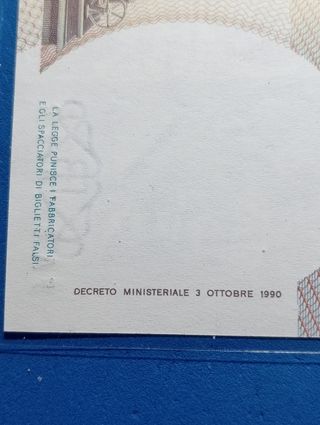 LA LEGGE PUNISCE I FABBRICATORI
E GLI SPACCIATORI DI BIGLIETTI FALSI
DECRETO MINISTERIALE 3 OTTOBRE 1990